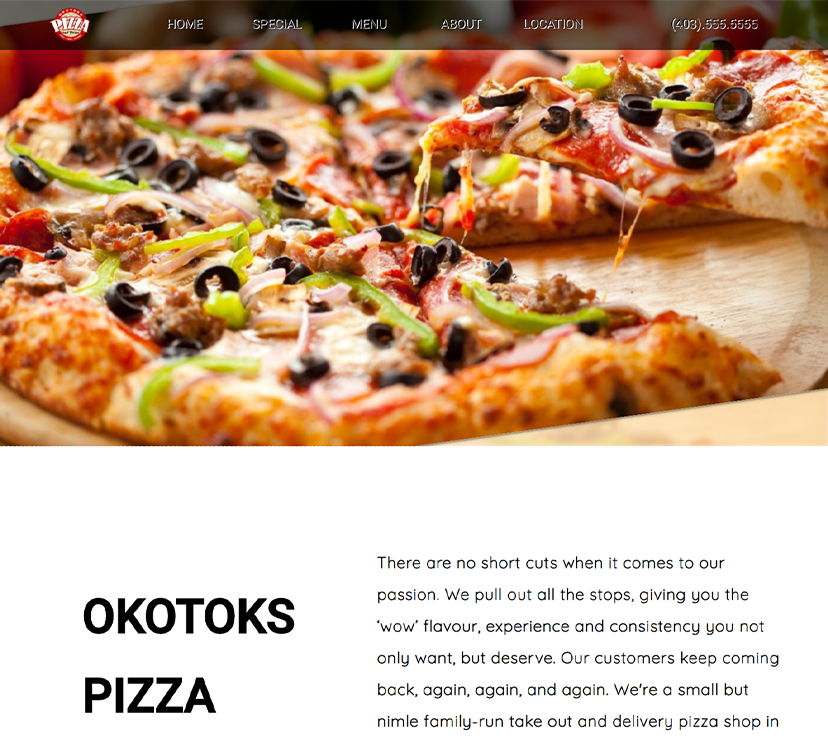 PIZZA
HOME
SPECIAL
MENU
ABOUT
LOCATION
(403).555.5555
OKOTOKS
PIZZA
There are no short cuts when it comes to our
passion. We pull out all the stops, giving you the
‘wow’ flavour, experience and consistency you not
only want, but deserve. Our customers keep coming
back, again, again, and again. We're a small but
nimle family-run take out and delivery pizza shop in